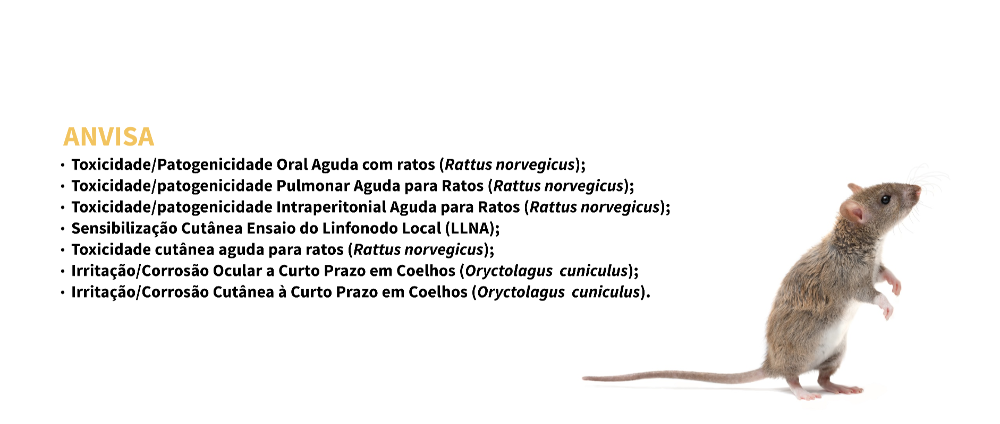 ANVISA
• Toxicidade/Patogenicidade Oral Aguda com ratos (Rattus norvegicus);
• Toxicidade/patogenicidade Pulmonar Aguda para Ratos (Rattus norvegicus);
• Toxicidade/patogenicidade Intraperitonial Aguda para Ratos (Rattus norvegicus);
• Sensibilização Cutânea Ensaio do Linfonodo Local (LLNA);
• Toxicidade cutânea aguda para ratos (Rattus norvegicus);
• Irritação/Corrosão Ocular a Curto Prazo em Coelhos (Oryctolagus cuniculus);
• Irritação/Corrosão Cutânea à Curto Prazo em Coelhos (Oryctolagus cuniculus).